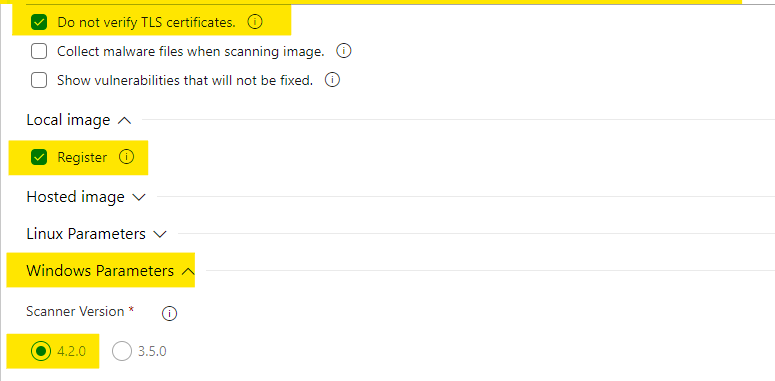 Do not verify TLS certificates.
Collect malware files when scanning image.
Show vulnerabilities that will not be fixed.
Local image
Register
Hosted image
Linux Parameters
Windows Parameters
Scanner Version *
4.2.0 3.5.0